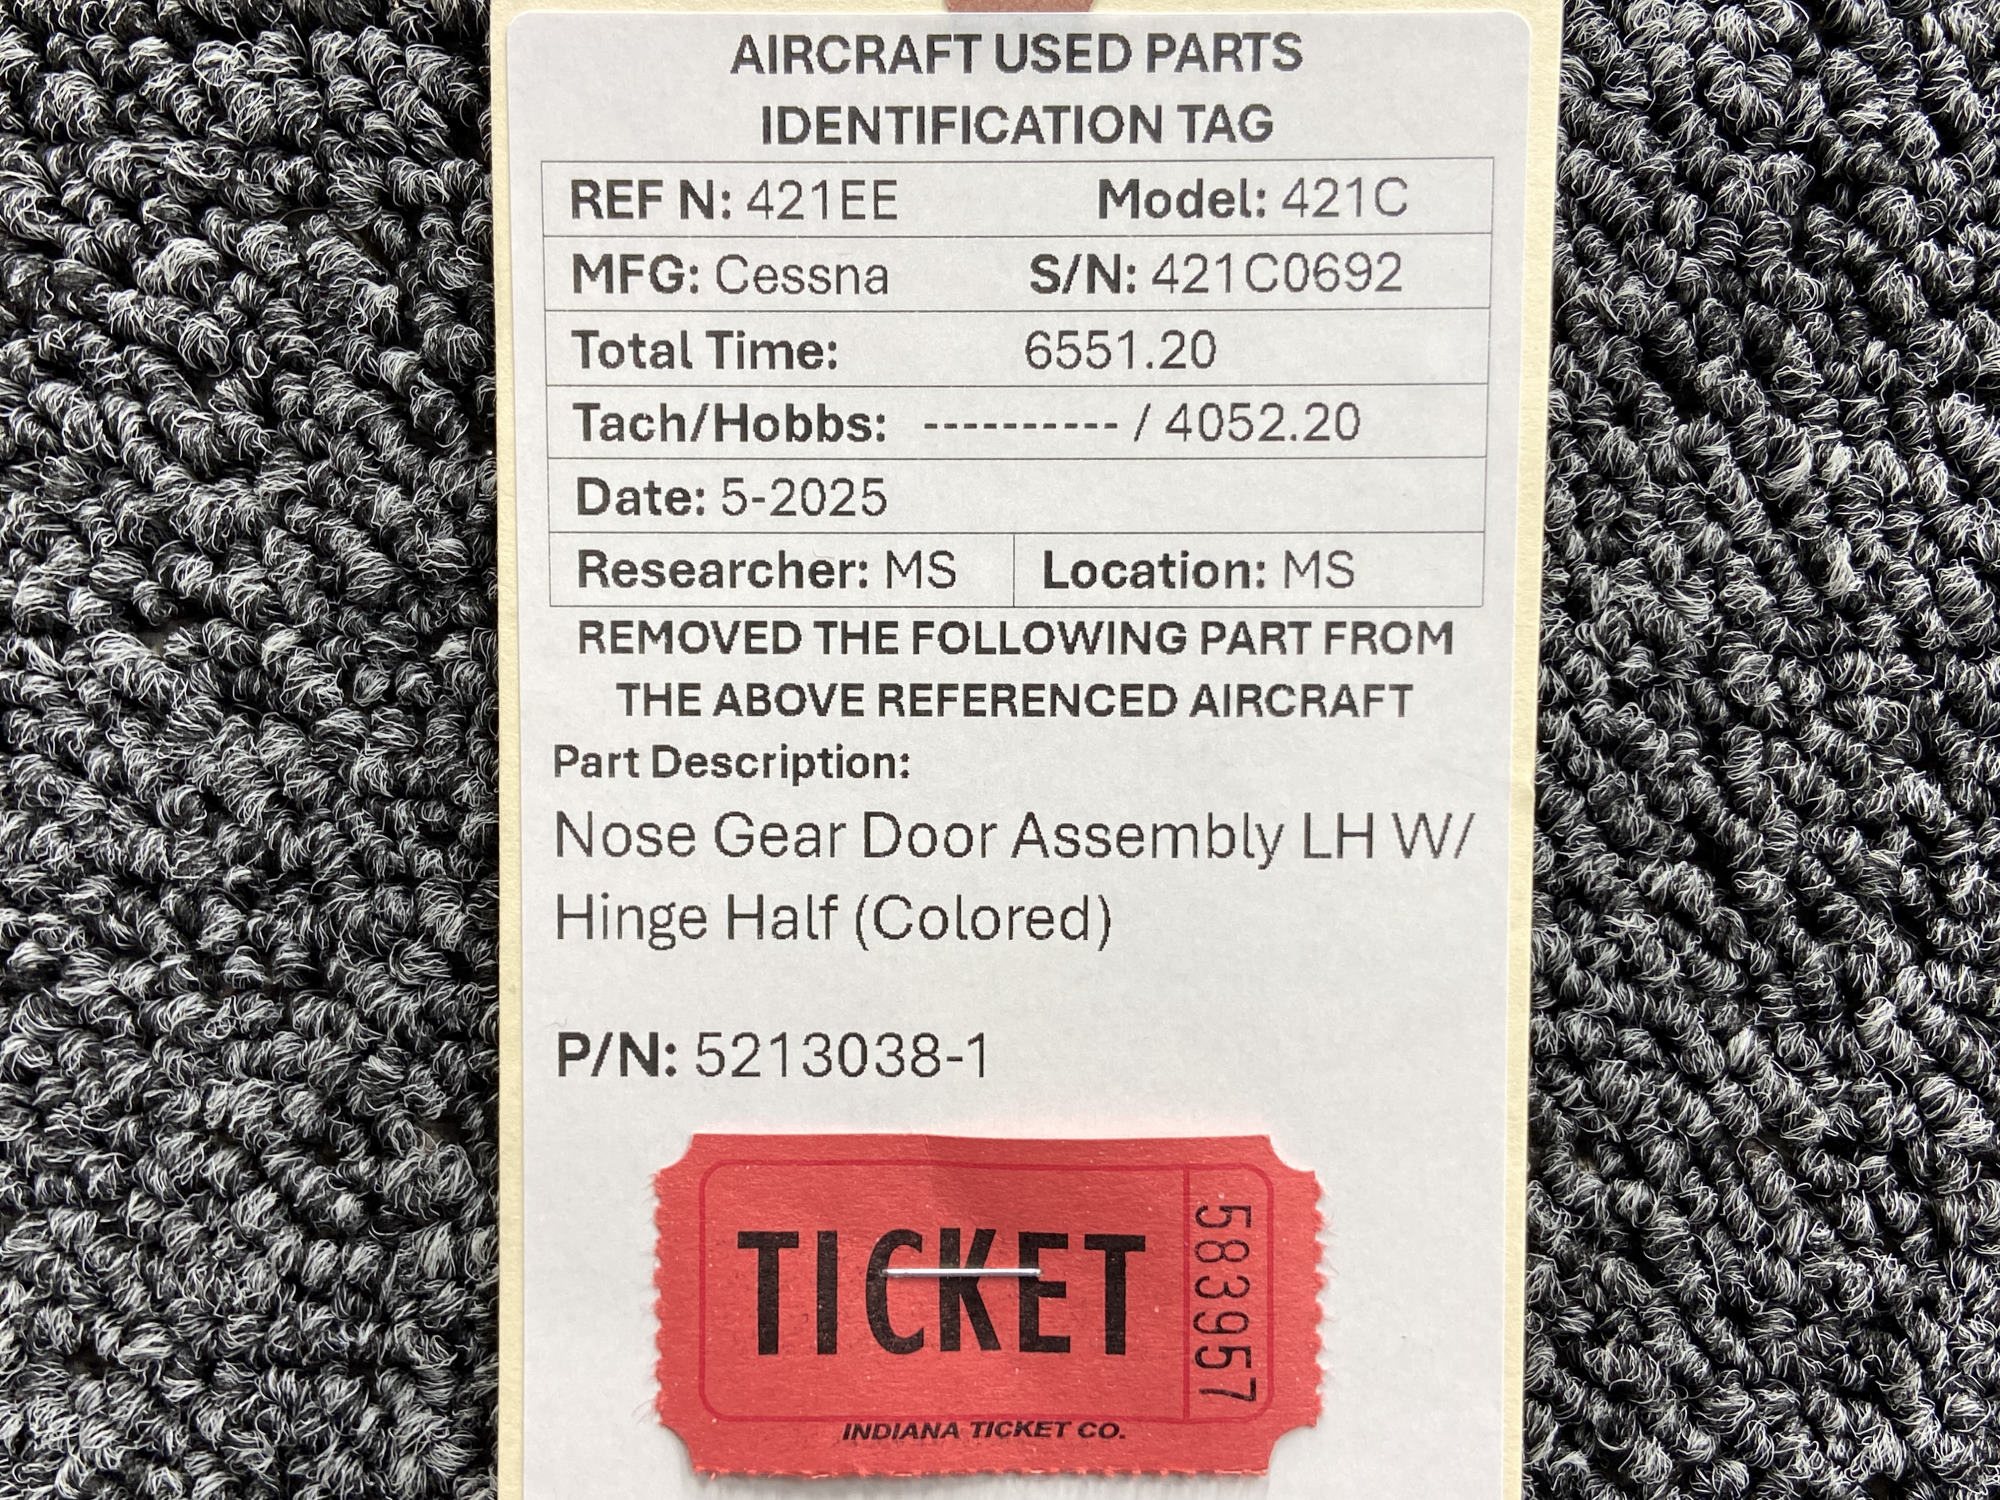 AIRCRAFT USED PARTS
IDENTIFICATION TAG
REF N: 421EE Model: 421C
MFG: Cessna S/N: 421C0692
Total Time: 6551.20
Tach/Hobbs: ---------- / 4052.20
Date: 5-2025
Researcher: MS Location: MS
REMOVED THE FOLLOWING PART FROM
THE ABOVE REFERENCED AIRCRAFT
Part Description:
Nose Gear Door Assembly LH W/
Hinge Half (Colored)
P/N: 5213038-1
TICKET
583957
INDIANA TICKET CO.